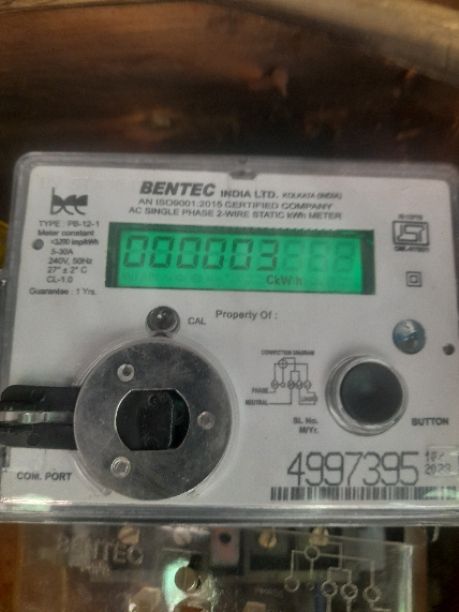 bec
BENTEC INDIA LTD. KOLKATA (INDIA)
AN ISO9001:2015 CERTIFIED COMPANY
AC SINGLE PHASE 2-WIRE STATIC kWh METER
TYPE : PB-12-1
Meter constant
3200 imp/kWh
5-30A
240V, 50Hz
27° ± 2° C
CL-1.0
Guarantee : 1 Yrs.
000003
CkWh
CAL
Property Of :
CONNECTION DIAGRAM
PHASE
NEUTRAL
LOAD
SL No.
M/Yr.
BUTTON
COM. PORT
4997395
BENTEC